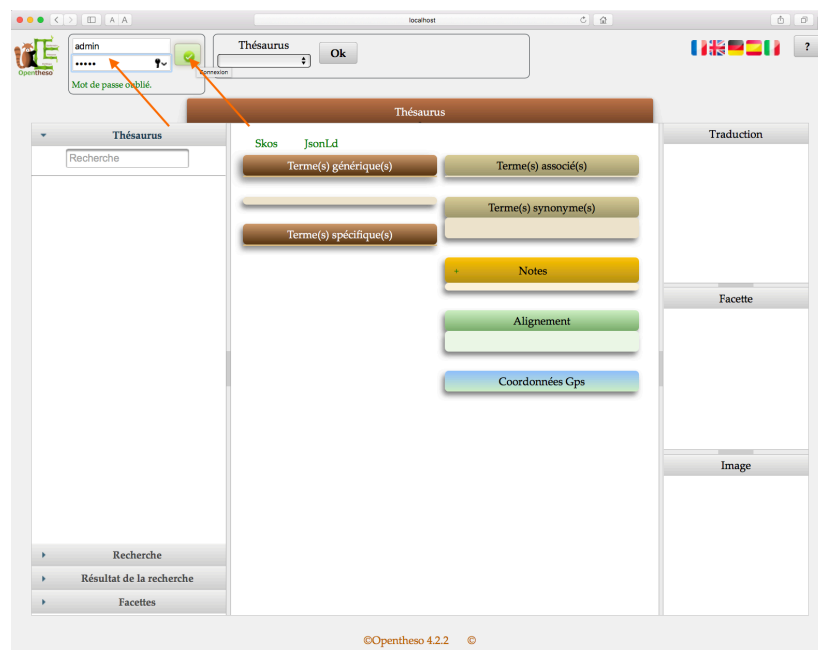 A A
localhost
Opentheso
admin
•••••
Mot de passe oublié.
Connexion
Thésaurus
Ok
?
Thésaurus
Thésaurus
Recherche
Skos JsonLd
Terme(s) générique(s)
Terme(s) spécifique(s)
Terme(s) associé(s)
Terme(s) synonyme(s)
+ Notes
Alignement
Coordonnées Gps
Traduction
Facette
Image
Recherche
Résultat de la recherche
Facettes
©Opentheso 4.2.2 ©